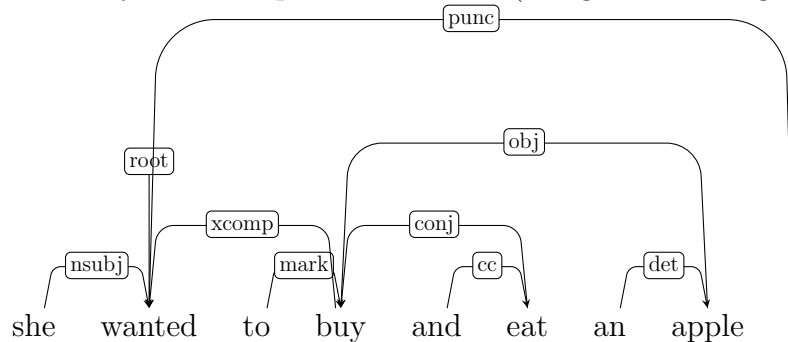 punc
root
obj
xcomp
conj
nsubj
mark
cc
det
she wanted to buy and eat an apple